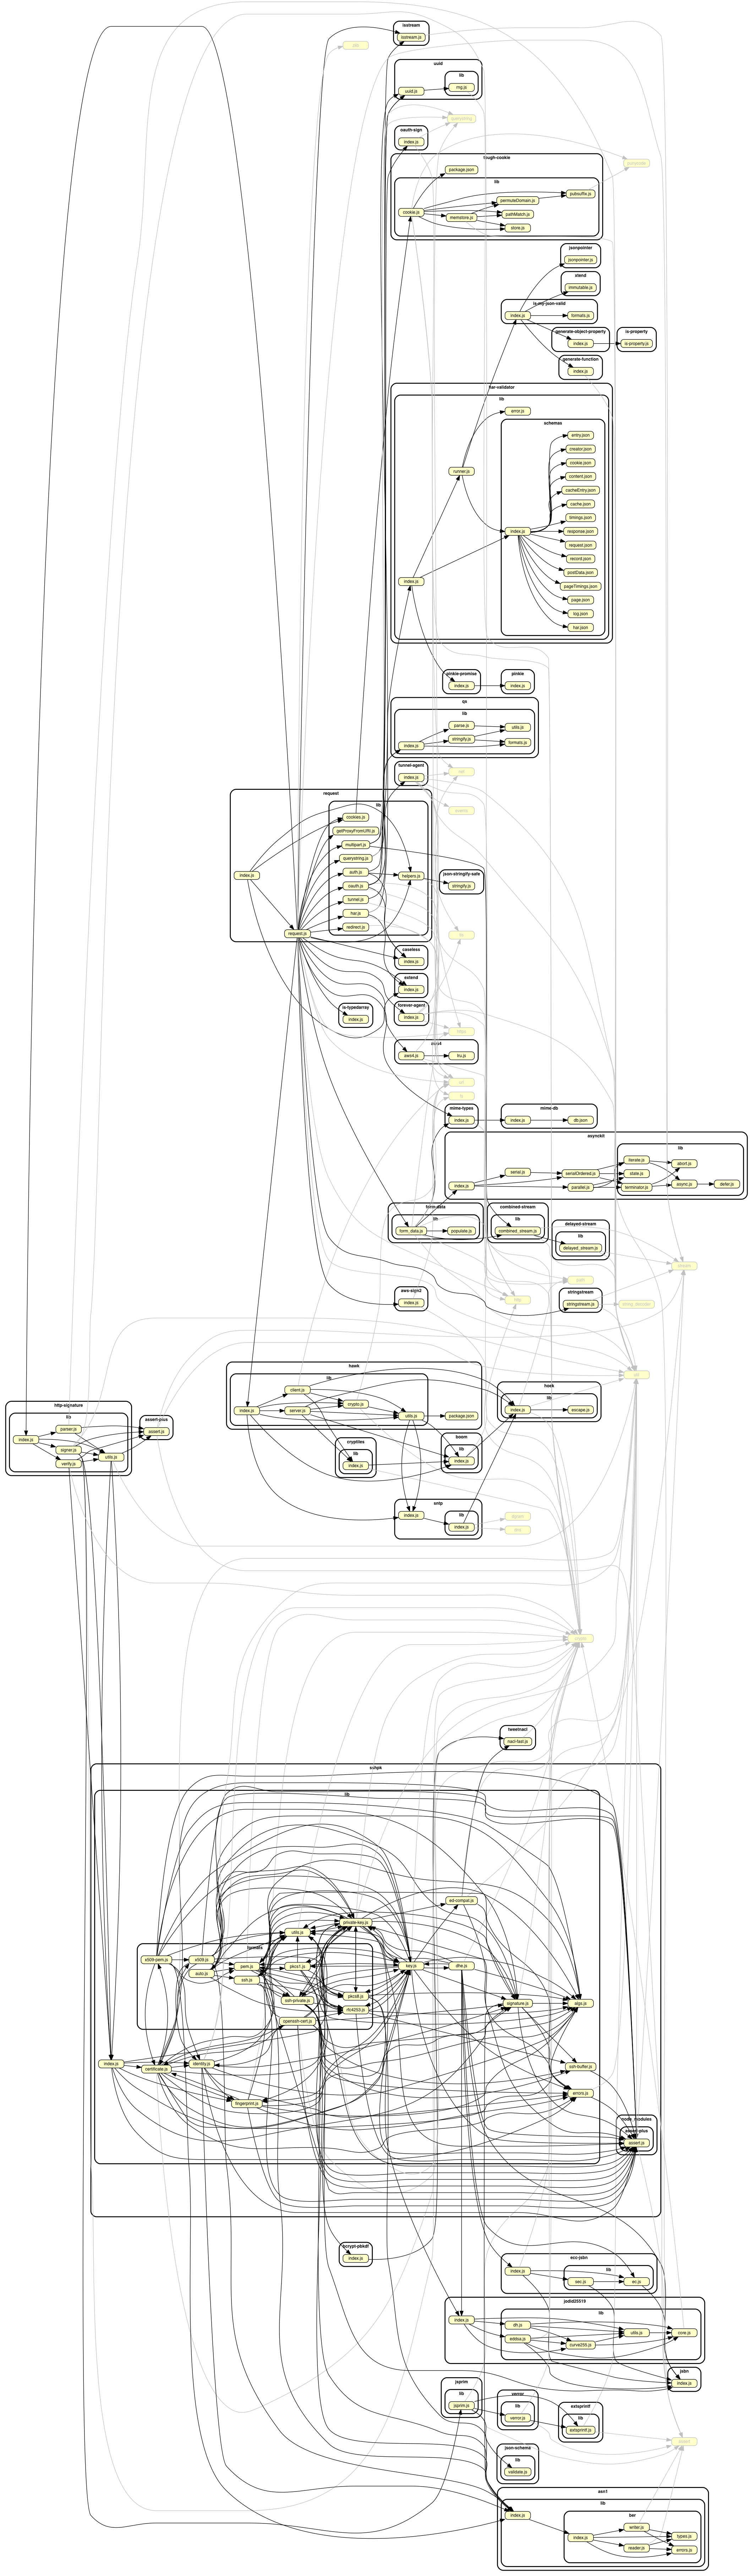 isstream
isstream.js
uuid
lib
uuid.js
rng.js
querystring
oauth-sign
index.js
punycode
tough-cookie
package.json
lib
pubsuffix.js
permuteDomain.js
cookie.js
pathMatch.js
memstore.js
store.js
jsonpointer
jsonpointer.js
xtend
immutable.js
is-my-json-valid
index.js
formats.js
generate-object-property
index.js
is-property
is-property.js
generate-function
index.js
har-validator
lib
error.js
schemas
entry.json
creator.json
cookie.json
content.json
runner.js
cacheEntry.json
cache.json
timings.json
index.js
response.json
request.json
record.json
postData.json
index.js
pageTimings.json
page.json
log.json
har.json
pinkie-promise
index.js
pinkie
index.js
qs
lib
parse.js
utils.js
stringify.js
index.js
formats.js
tunnel-agent
index.js
request
lib
cookies.js
getProxyFromURI.js
multipart.js
querystring.js
index.js
auth.js
helpers.js
oauth.js
tunnel.js
har.js
redirect.js
request.js
json-stringify-safe
stringify.js
caseless
index.js
extend
index.js
is-typedarray
index.js
forever-agent
index.js
aws4
aws4.js
lru.js
mime-types
index.js
mime-db
index.js
db.json
asynckit
lib
iterate.js
abort.js
serial.js
serialOrdered.js
state.js
index.js
parallel.js
terminator.js
async.js
defer.js
form-data
lib
form_data.js
populate.js
combined-stream
lib
combined_stream.js
delayed-stream
lib
delayed_stream.js
stream
path
aws-sign2
index.js
http
stringstream
stringstream.js
string_decoder
hawk
lib
client.js
crypto.js
index.js
server.js
utils.js
package.json
hoek
lib
index.js
escape.js
http-signature
lib
parser.js
index.js
signer.js
verify.js
utils.js
assert-plus
assert.js
cryptiles
lib
index.js
boom
lib
index.js
sntp
lib
index.js
index.js
dgram
dns
tweetnacl
nacl-fast.js
sshpk
lib
ed-compat.js
private-key.js
utils.js
formats
x509-pem.js
x509.js
auto.js
pem.js
ssh.js
pkcs1.js
key.js
dhe.js
pkcs8.js
ssh-private.js
rfc4253.js
signature.js
algs.js
openssh-cert.js
index.js
certificate.js
identity.js
ssh-buffer.js
fingerprint.js
errors.js
node_modules
assert-plus
assert.js
bcrypt-pbkdf
index.js
ecc-jsbn
lib
index.js
sec.js
ec.js
jodid25519
lib
index.js
dh.js
eddsa.js
utils.js
core.js
curve255.js
jsbn
index.js
jsprim
lib
jsprim.js
verror
lib
verror.js
extsprintf
lib
extsprintf.js
json-schema
lib
validate.js
asn1
lib
ber
index.js
writer.js
types.js
index.js
reader.js
errors.js